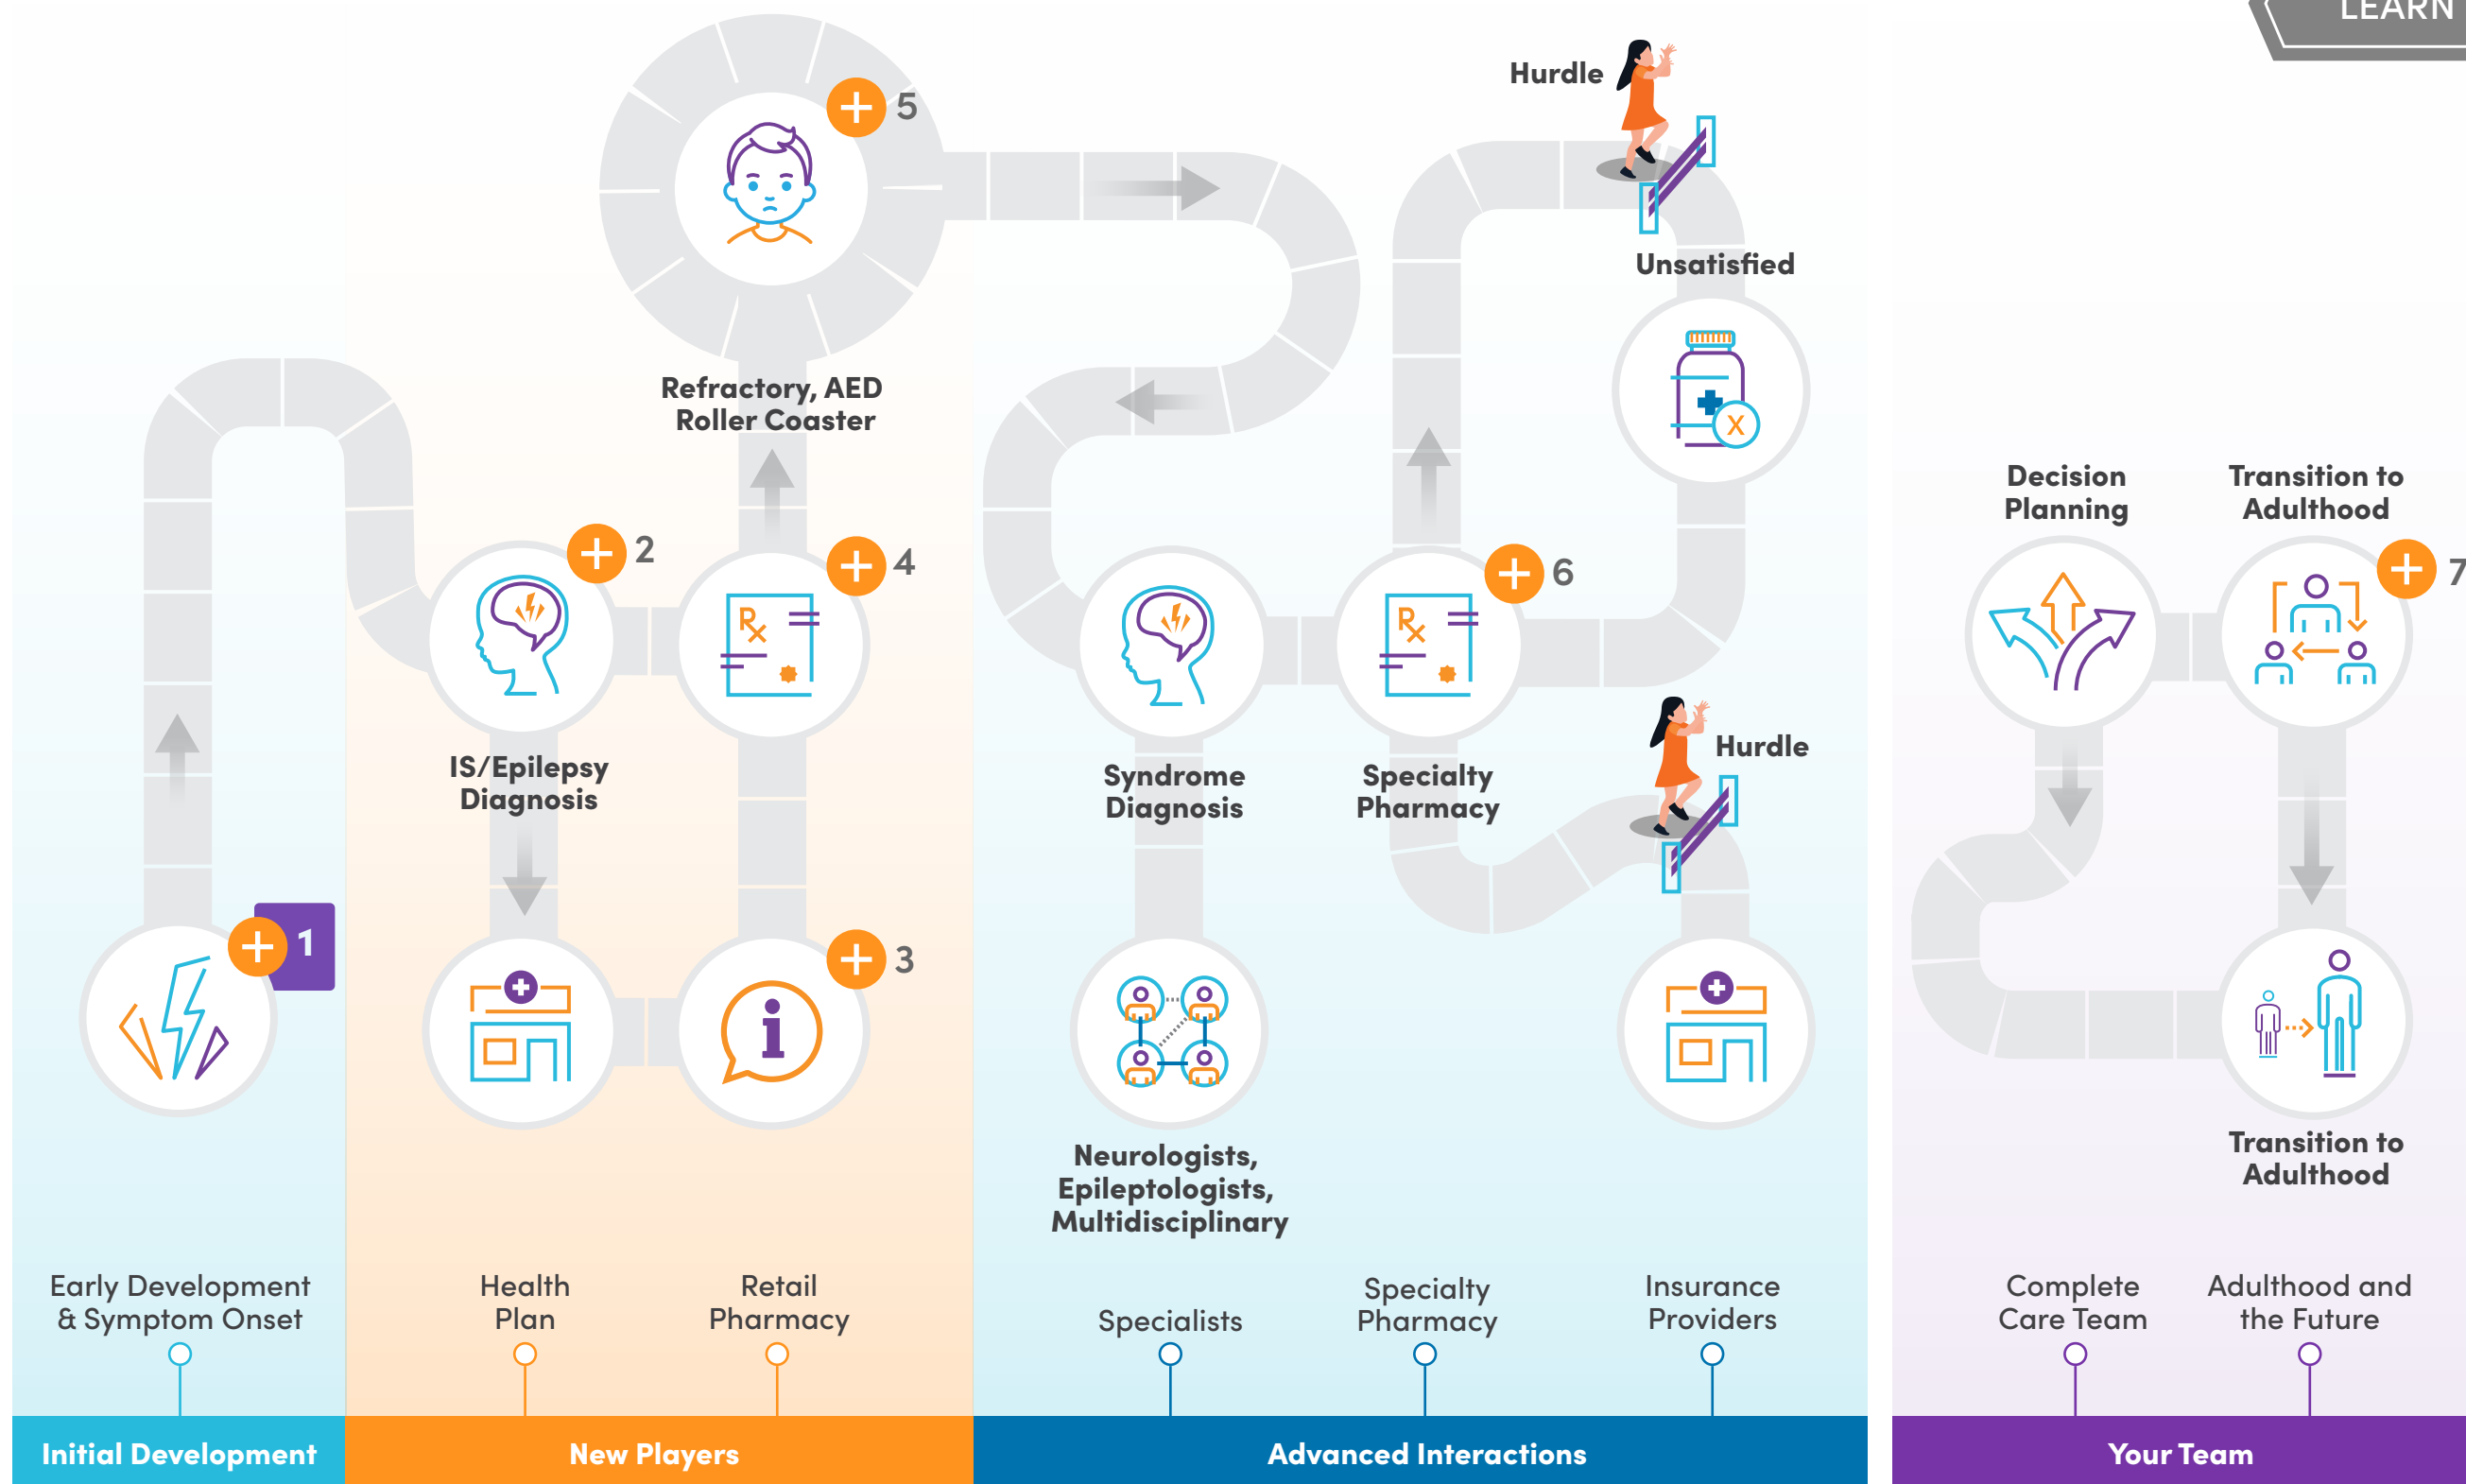 LEARN
Hurdle
5
Unsatisfied
X
Refractory, AED
Roller Coaster
Decision
Planning
Transition to
Adulthood
2
4
6
7
Rx
Rx
IS/Epilepsy
Diagnosis
Syndrome
Diagnosis
Specialty
Pharmacy
Hurdle
1
3
i
Neurologists,
Epileptologists,
Multidisciplinary
Transition to
Adulthood
Early Development
& Symptom Onset
Health
Plan
Retail
Pharmacy
Specialists
Specialty
Pharmacy
Insurance
Providers
Complete
Care Team
Adulthood and
the Future
Initial Development
New Players
Advanced Interactions
Your Team